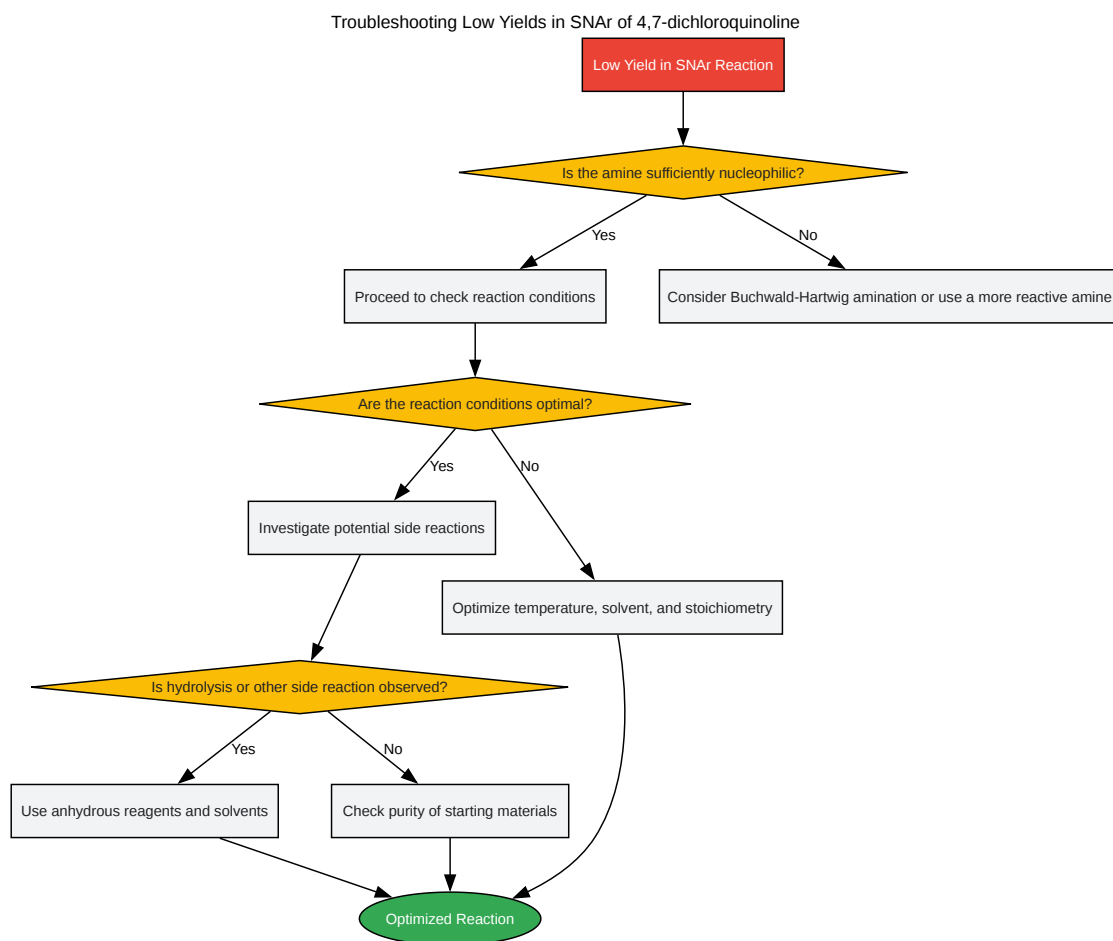 Troubleshooting Low Yields in SNAr of 4,7-dichloroquinoline
Low Yield in SNAr Reaction
Is the amine sufficiently nucleophilic?
Yes
No
Proceed to check reaction conditions
Consider Buchwald-Hartwig amination or use a more reactive amine
Are the reaction conditions optimal?
Yes
No
Investigate potential side reactions
Optimize temperature, solvent, and stoichiometry
Is hydrolysis or other side reaction observed?
Yes
No
Use anhydrous reagents and solvents
Check purity of starting materials
Optimized Reaction